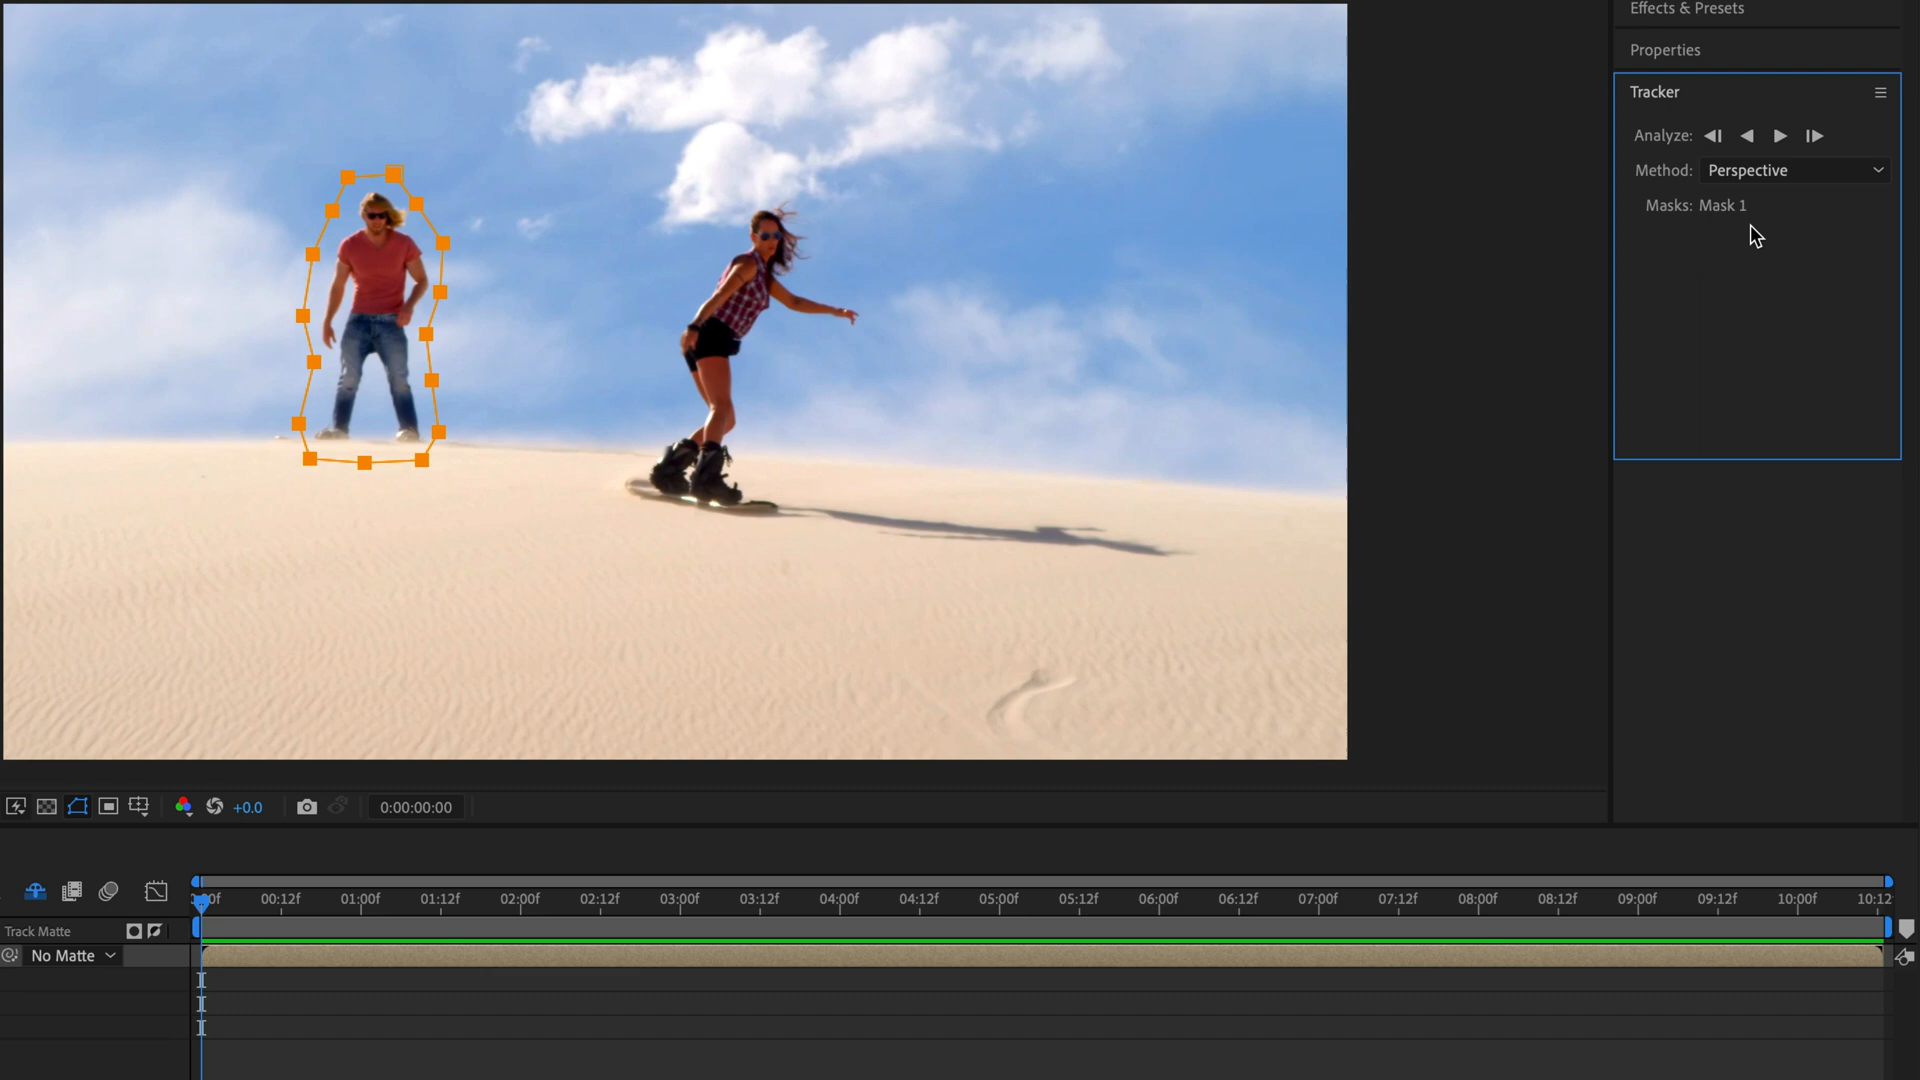 Effects & Presets
Properties
Tracker
Analyze:
Method: Perspective
Masks: Mask 1
+0.0
0:00:00:00
00:12f 01:00f 01:12f 02:00f 02:12f 03:00f 03:12f 04:00f 04:12f 05:00f 05:12f 06:00f 06:12f 07:00f 07:12f 08:00f 08:12f 09:00f 09:12f 10:00f 10:12
Track Matte
No Matte